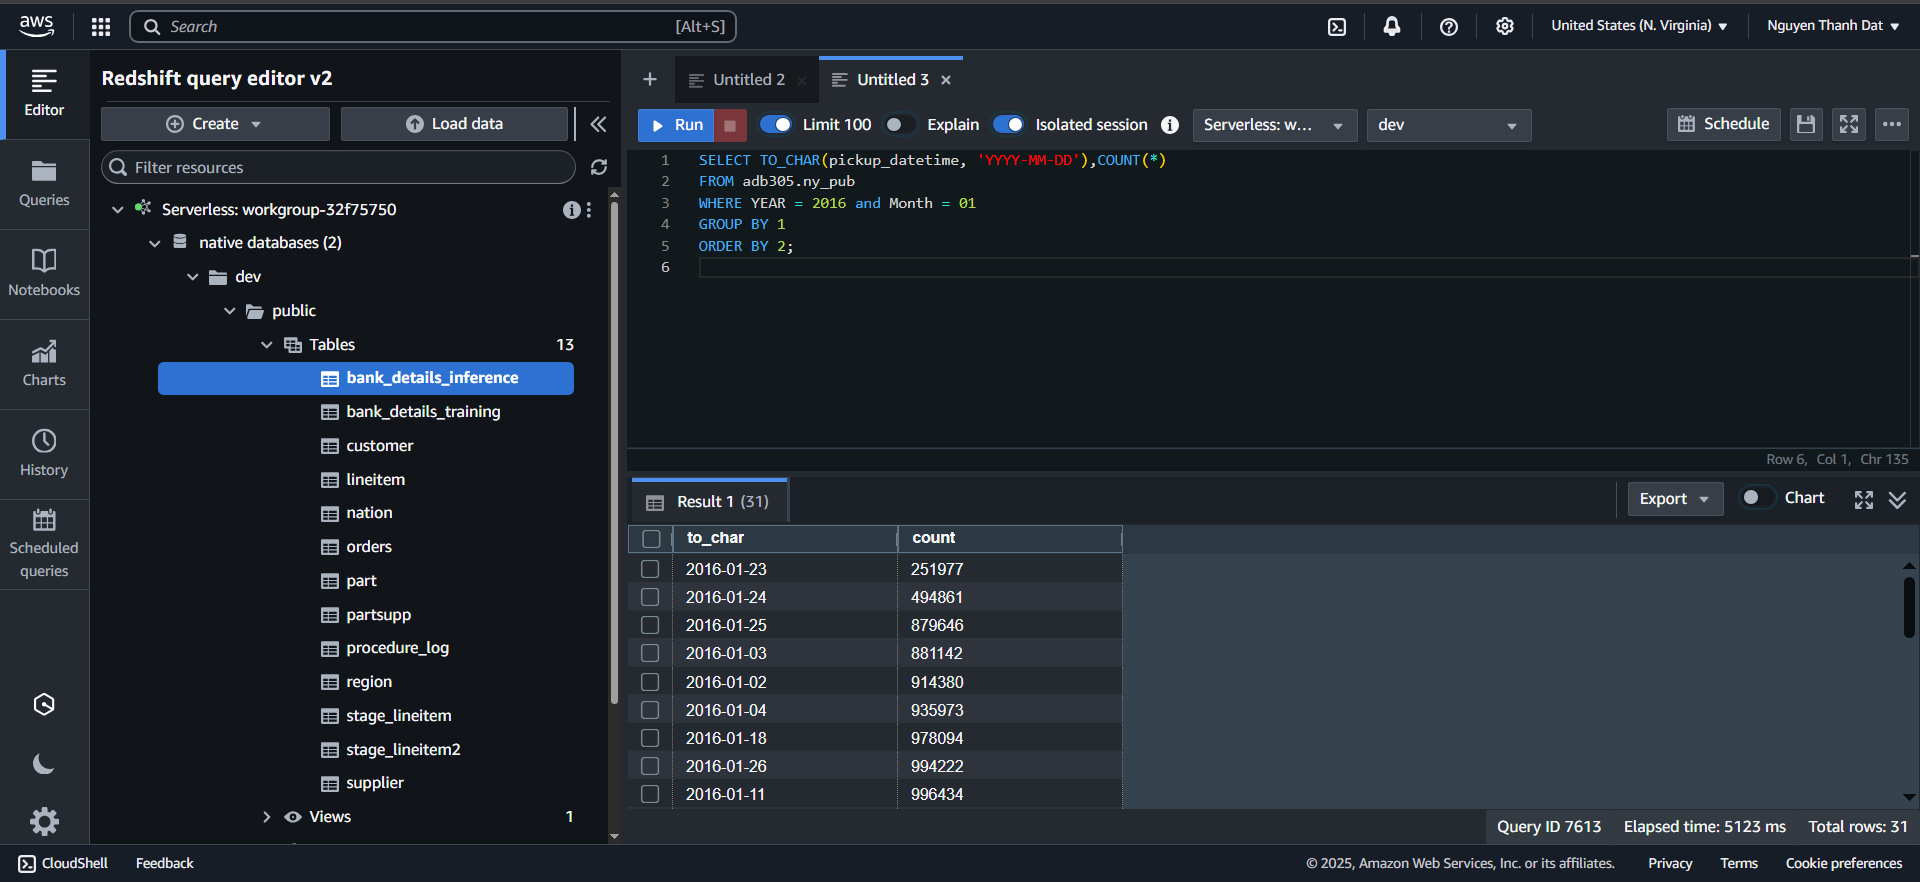 aws
Search
[Alt+S]
United States (N. Virginia)
Nguyen Thanh Dat
Editor
Queries
Notebooks
Charts
History
Scheduled
queries
Redshift query editor v2
Create
Load data
Filter resources
Serverless: workgroup-32f75750
native databases (2)
dev
public
Tables 13
bank_details_inference
bank_details_training
customer
lineitem
nation
orders
part
partsupp
procedure_log
region
stage_lineitem
stage_lineitem2
supplier
Views 1
Untitled 2
Untitled 3
Run
Limit 100
Explain
Isolated session
Serverless: w...
dev
Schedule
1 SELECT TO_CHAR(pickup_datetime, 'YYYY-MM-DD'),COUNT(*)
2 FROM adb305.ny_pub
3 WHERE YEAR = 2016 and Month = 01
4 GROUP BY 1
5 ORDER BY 2;
6
Row 6, Col 1, Chr 135
Result 1 (31)
Export
Chart
to_char count
2016-01-23 251977
2016-01-24 494861
2016-01-25 879646
2016-01-03 881142
2016-01-02 914380
2016-01-04 935973
2016-01-18 978094
2016-01-26 994222
2016-01-11 996434
Query ID 7613 Elapsed time: 5123 ms Total rows: 31
CloudShell
Feedback
© 2025, Amazon Web Services, Inc. or its affiliates.
Privacy
Terms
Cookie preferences